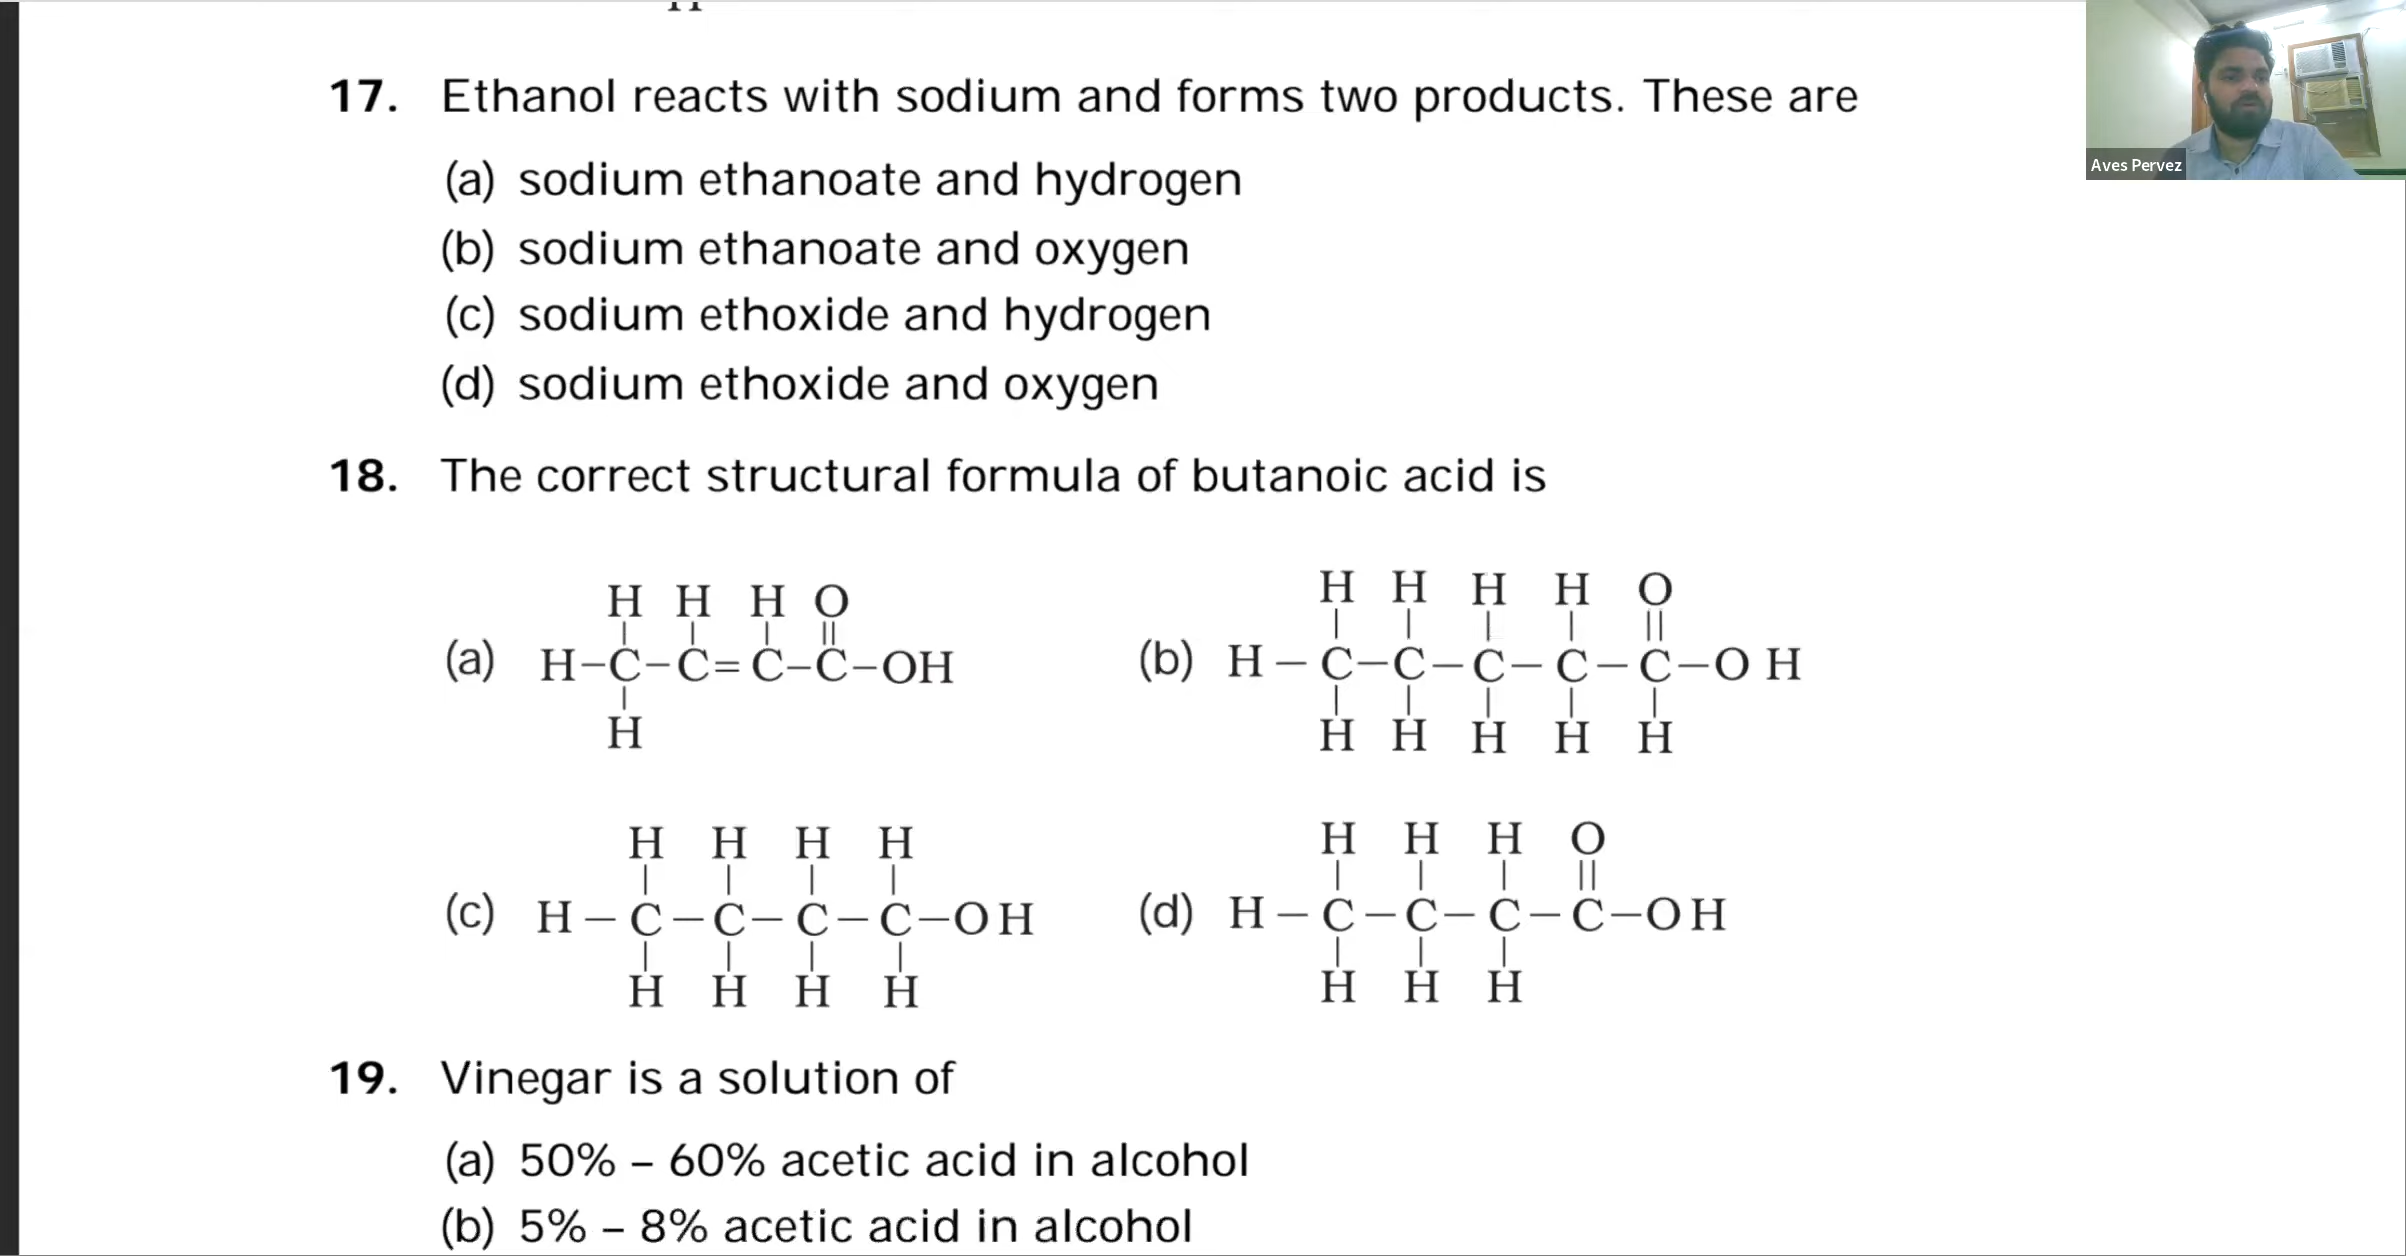 17. Ethanol reacts with sodium and forms two products. These are
(a) sodium ethanoate and hydrogen
(b) sodium ethanoate and oxygen
(c) sodium ethoxide and hydrogen
(d) sodium ethoxide and oxygen
18. The correct structural formula of butanoic acid is
H H H O
| | | ||
(a) H–C–C=C–C–OH
|
H
H H H H O
| | | | ||
(b) H–C–C–C–C–C–O H
| | | | |
H H H H H
H H H H
| | | |
(c) H–C–C–C–C–O H
| | | |
H H H H
H H H O
| | | ||
(d) H–C–C–C–C–O H
| | |
H H H
19. Vinegar is a solution of
(a) 50% – 60% acetic acid in alcohol
(b) 5% – 8% acetic acid in alcohol
Aves Pervez